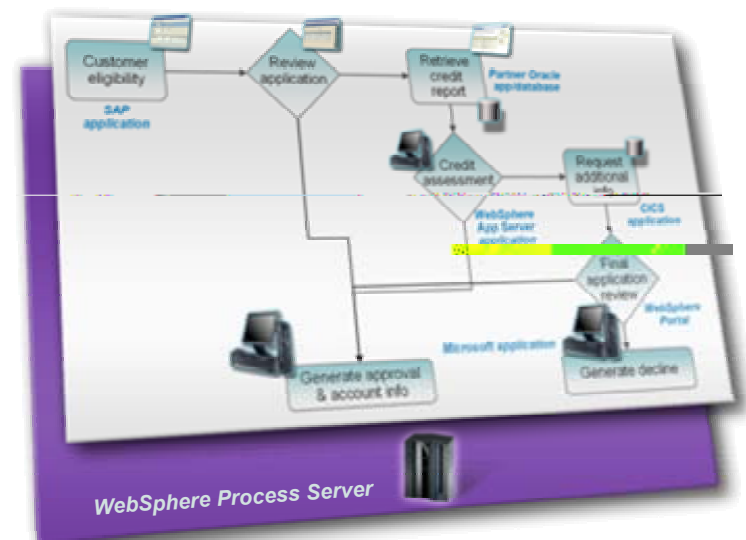 Customer
eligibility
SAP
application
Review
application
Retrieve
credit
report
Partner Oracle
app/database
Credit
assessment
WebSphere
App Server
application
Request
additional
info
CICS
application
Final
application
review
WebSphere
Portal
Microsoft application
Generate decline
Generate approval
& account info
WebSphere Process Server